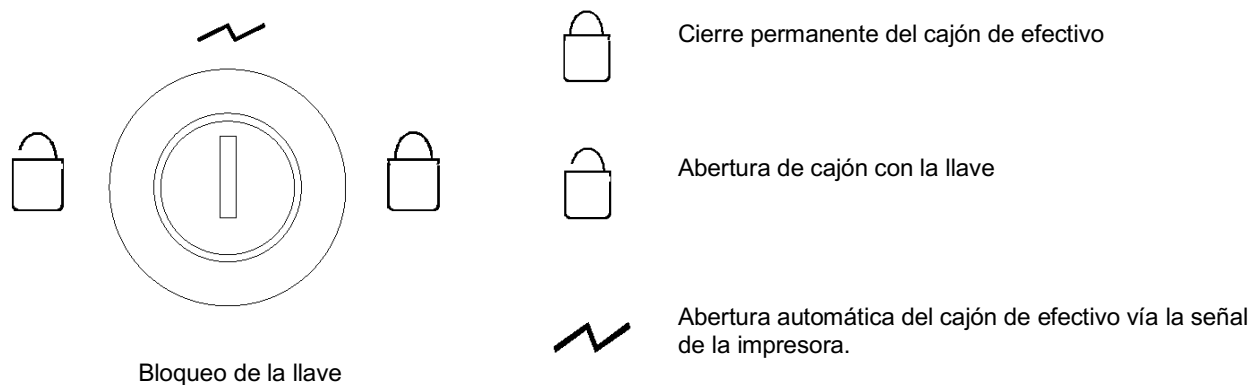 Cierre permanente del cajón de efectivo
Abertura de cajón con la llave
Abertura automática del cajón de efectivo vía la señal
de la impresora.
Bloqueo de la llave